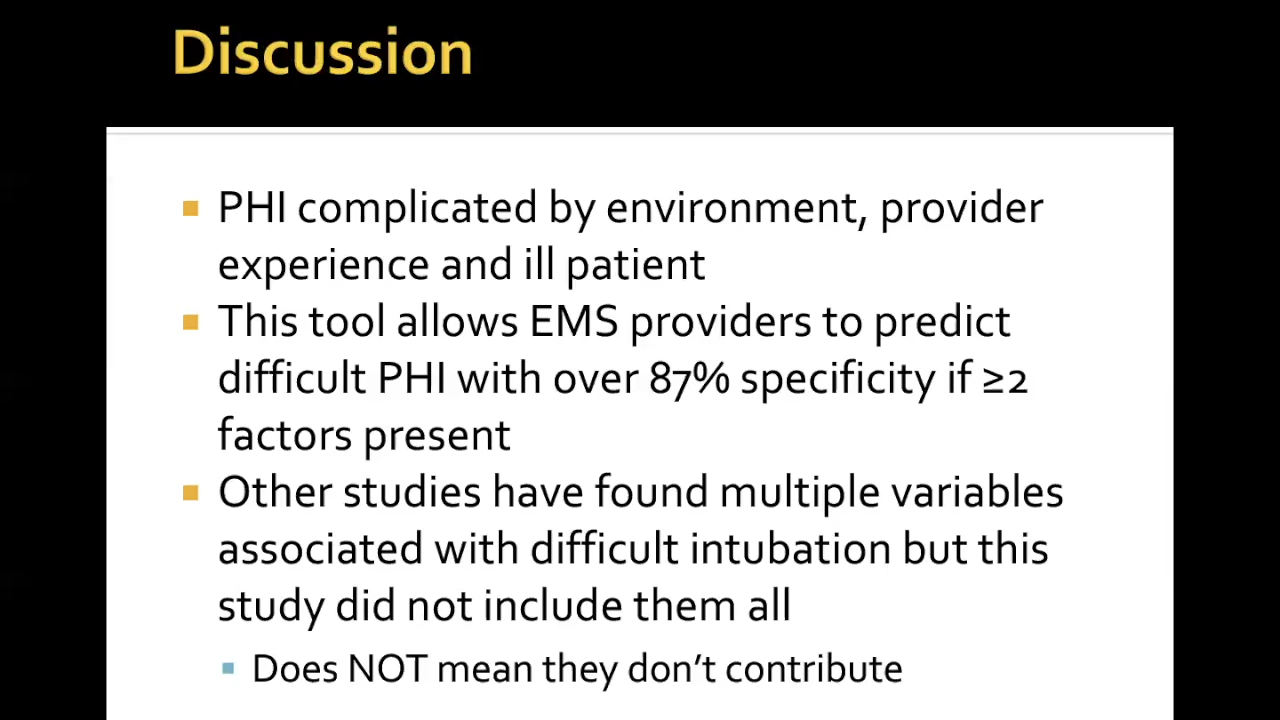 Discussion
PHI complicated by environment, provider
experience and ill patient
This tool allows EMS providers to predict
difficult PHI with over 87% specificity if ≥2
factors present
Other studies have found multiple variables
associated with difficult intubation but this
study did not include them all
Does NOT mean they don’t contribute